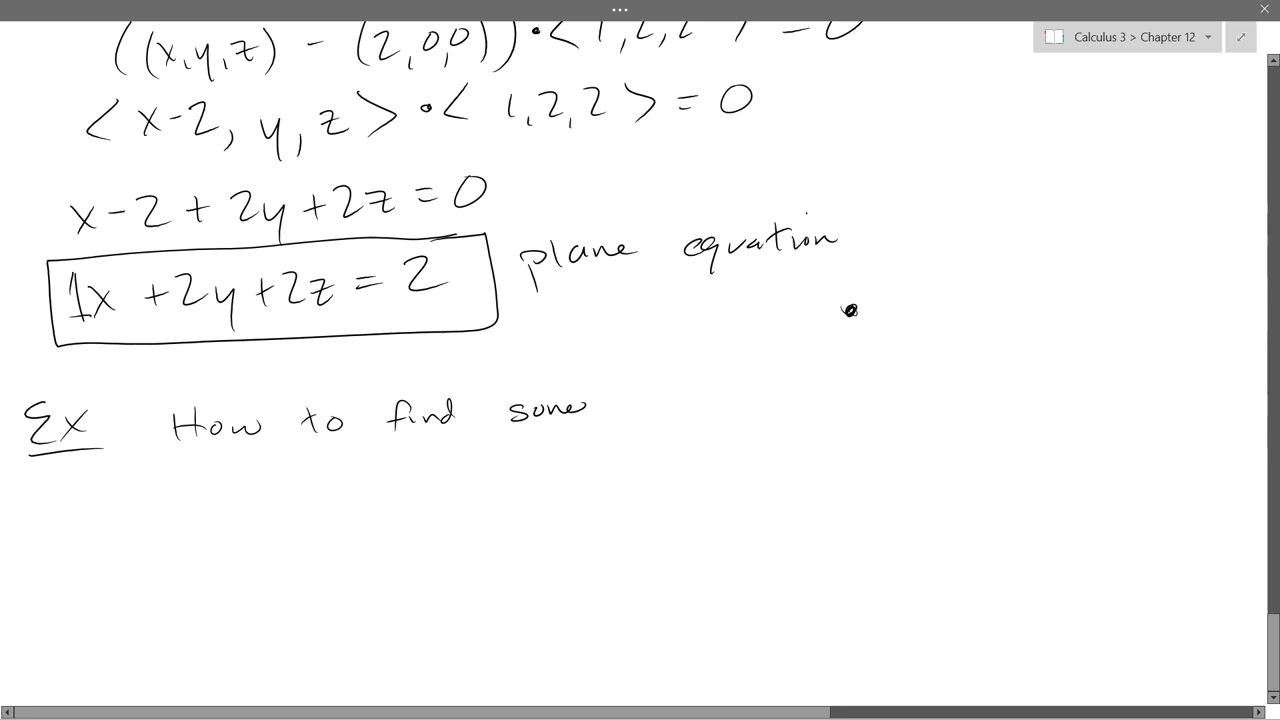 Calculus 3 > Chapter 12
((x,y,z) - (2,0,0)) • <1,2,2> = 0
<x-2, y, z> • <1,2,2> = 0
x-2+2y+2z=0
1x+2y+2z=2 plane equation
Ex How to find some